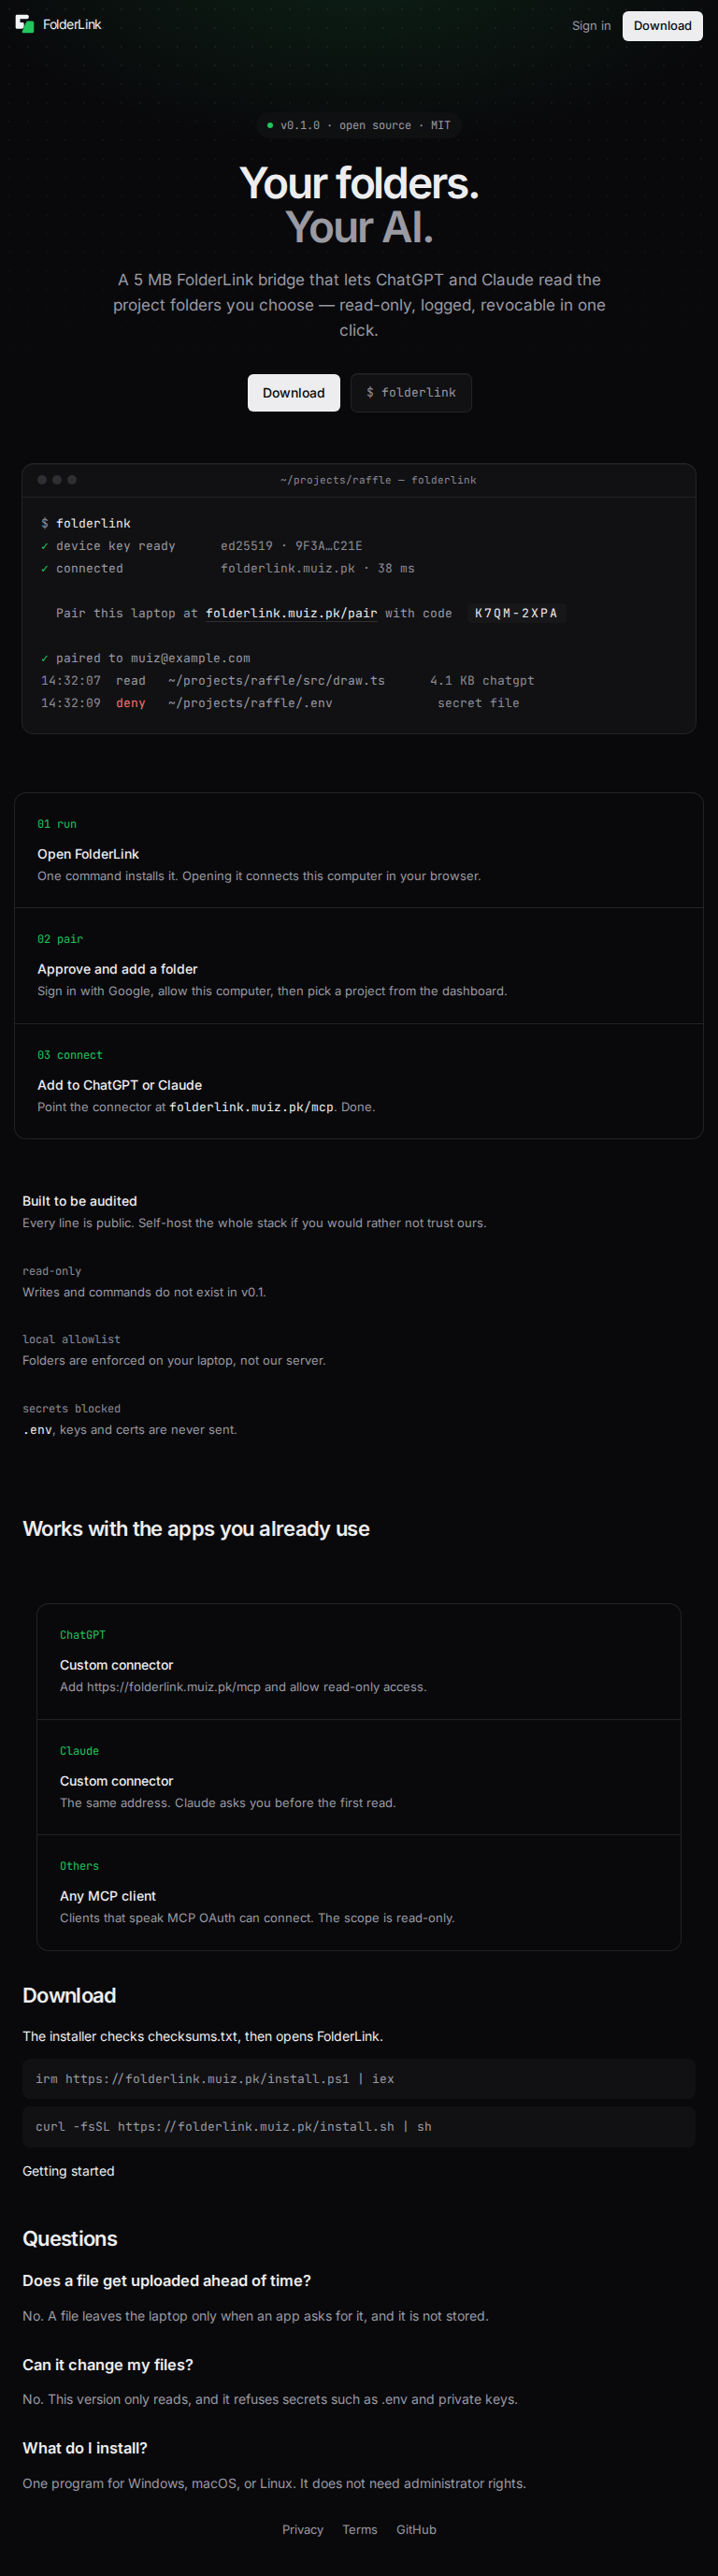 FolderLink
Sign in
Download
v0.1.0 · open source · MIT
Your folders.
Your AI.
A 5 MB FolderLink bridge that lets ChatGPT and Claude read the
project folders you choose — read-only, logged, revocable in one
click.
Download
$ folderlink
~/projects/raffle — folderlink
$ folderlink
✓ device key ready ed25519 · 9F3A…C21E
✓ connected folderlink.muiz.pk · 38 ms
Pair this laptop at folderlink.muiz.pk/pair with code K7QM-2XPA
✓ paired to muiz@example.com
14:32:07 read ~/projects/raffle/src/draw.ts 4.1 KB chatgpt
14:32:09 deny ~/projects/raffle/.env secret file
01 run
Open FolderLink
One command installs it. Opening it connects this computer in your browser.
02 pair
Approve and add a folder
Sign in with Google, allow this computer, then pick a project from the dashboard.
03 connect
Add to ChatGPT or Claude
Point the connector at folderlink.muiz.pk/mcp. Done.
Built to be audited
Every line is public. Self-host the whole stack if you would rather not trust ours.
read-only
Writes and commands do not exist in v0.1.
local allowlist
Folders are enforced on your laptop, not our server.
secrets blocked
.env, keys and certs are never sent.
Works with the apps you already use
ChatGPT
Custom connector
Add https://folderlink.muiz.pk/mcp and allow read-only access.
Claude
Custom connector
The same address. Claude asks you before the first read.
Others
Any MCP client
Clients that speak MCP OAuth can connect. The scope is read-only.
Download
The installer checks checksums.txt, then opens FolderLink.
irm https://folderlink.muiz.pk/install.ps1 | iex
curl -fsSL https://folderlink.muiz.pk/install.sh | sh
Getting started
Questions
Does a file get uploaded ahead of time?
No. A file leaves the laptop only when an app asks for it, and it is not stored.
Can it change my files?
No. This version only reads, and it refuses secrets such as .env and private keys.
What do I install?
One program for Windows, macOS, or Linux. It does not need administrator rights.
Privacy
Terms
GitHub